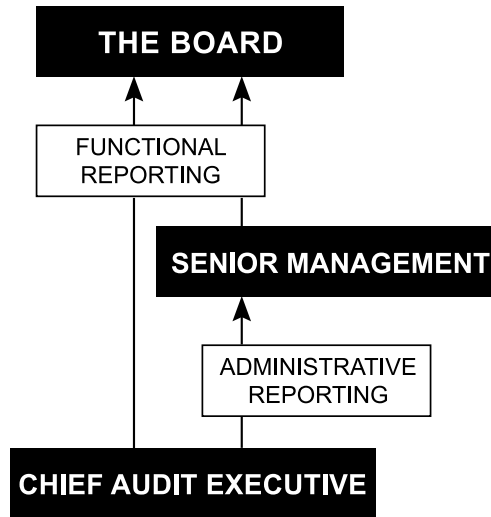 THE BOARD
FUNCTIONAL
REPORTING
SENIOR MANAGEMENT
ADMINISTRATIVE
REPORTING
CHIEF AUDIT EXECUTIVE